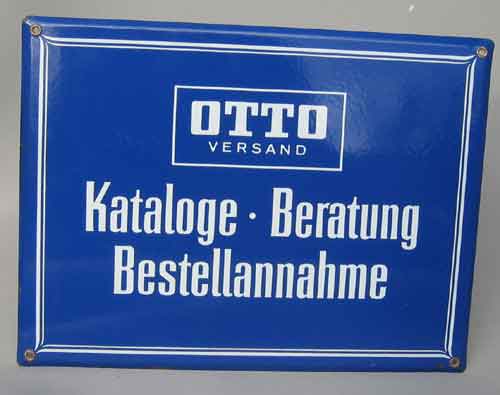 OTTO
VERSAND
Kataloge · Beratung
Bestellannahme